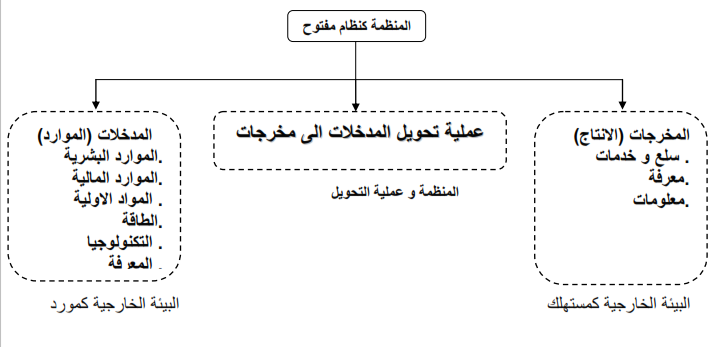 المنظمة كنظام مفتوح
المخرجات (الانتاج)
. سلع و خدمات
.معرفة
.معلومات
البيئة الخارجية كمستهلك
عملية تحويل المدخلات الى مخرجات
المنظمة و عملية التحويل
المدخلات (الموارد)
.الموارد البشرية
.الموارد المالية
. المواد الاولية
.الطاقة
. التكنولوجيا
. المعرفة
البيئة الخارجية كمورد